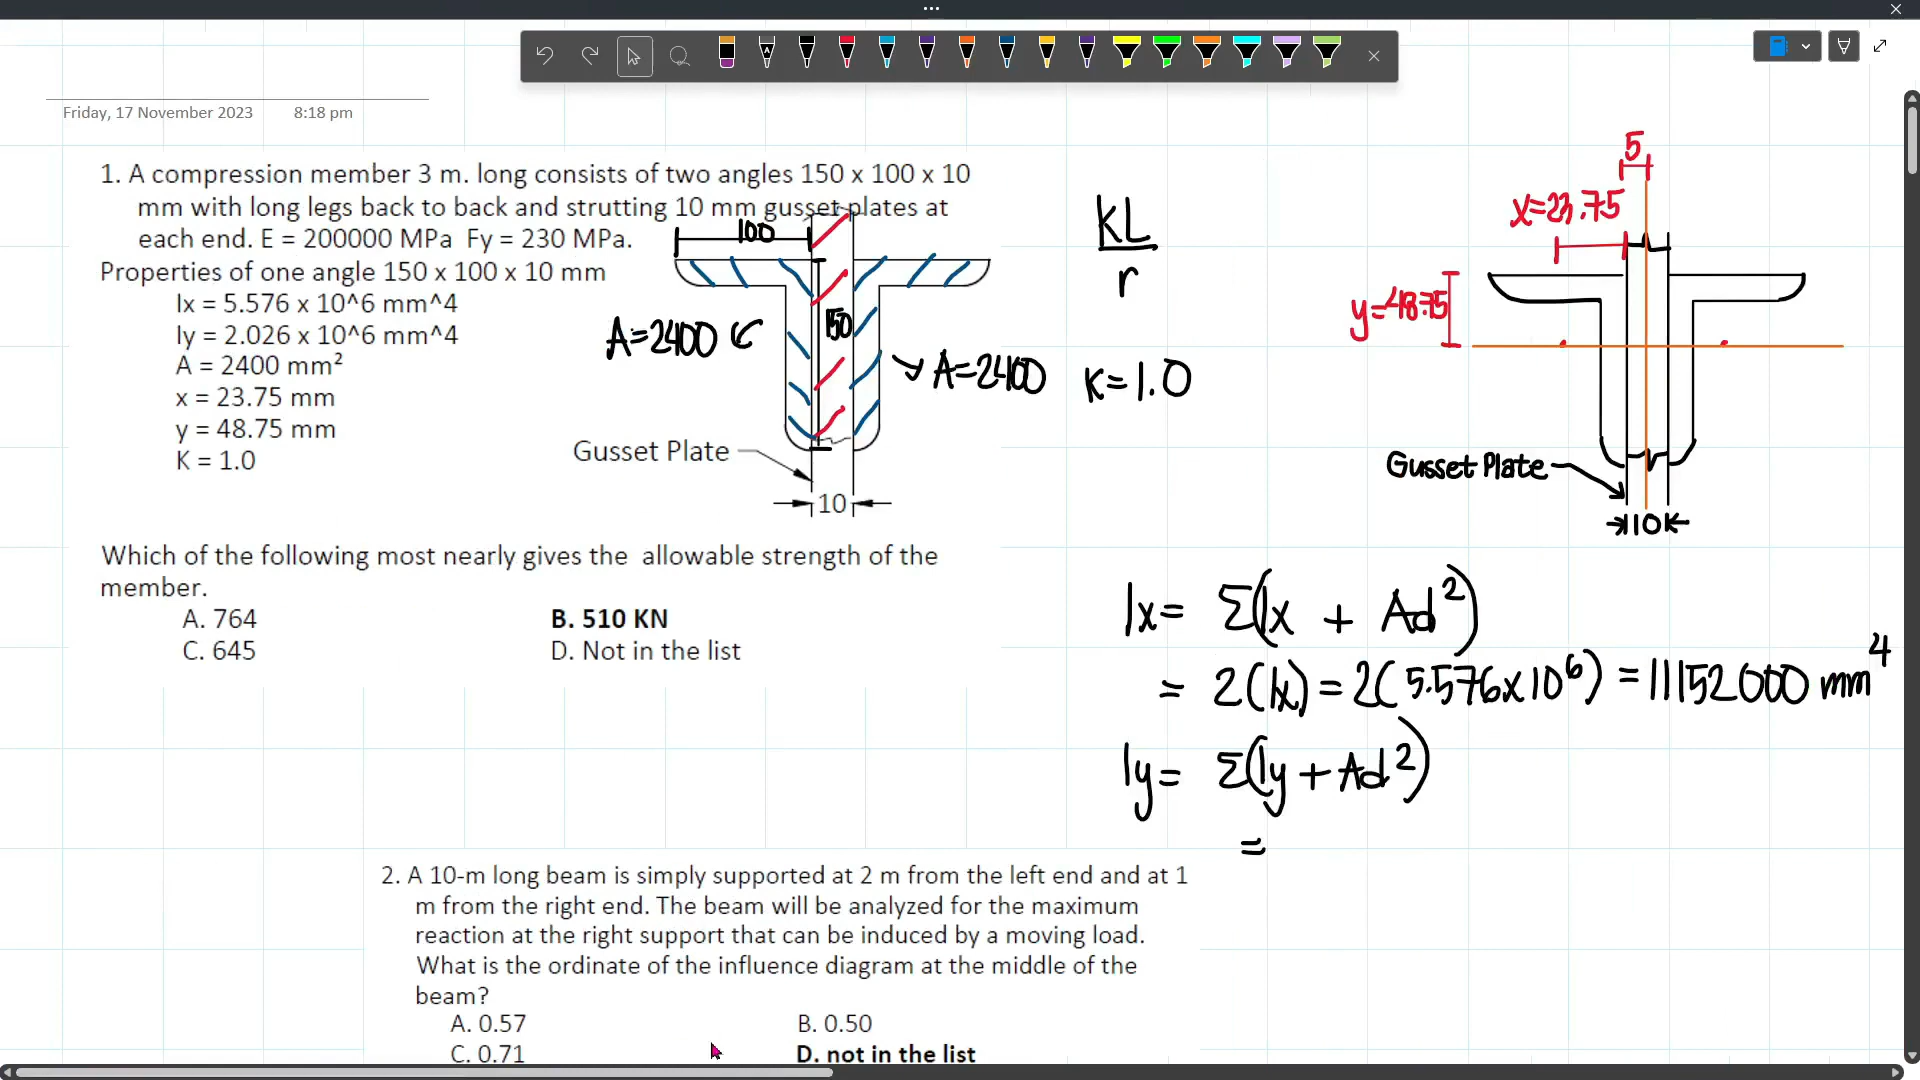 Friday, 17 November 2023 8:18 pm
1. A compression member 3 m. long consists of two angles 150 x 100 x 10
mm with long legs back to back and strutting 10 mm gusset plates at
each end. E = 200000 MPa Fy = 230 MPa.
Properties of one angle 150 x 100 x 10 mm
Ix = 5.576 x 10^6 mm^4
Iy = 2.026 x 10^6 mm^4
A = 2400 mm²
x = 23.75 mm
y = 48.75 mm
K = 1.0
100
150
A=2400
A=2400
Gusset Plate
10
Which of the following most nearly gives the allowable strength of the
member.
A. 764 B. 510 KN
C. 645 D. Not in the list
KL
r
K=1.0
5
x=23.75
y=48.75
Gusset Plate
10
Ix= Σ(Ix + Ad²)
= 2(Ix)=2(5.576x10⁶)=11152000 mm⁴
Iy= Σ(Iy+Ad²)
=
2. A 10-m long beam is simply supported at 2 m from the left end and at 1
m from the right end. The beam will be analyzed for the maximum
reaction at the right support that can be induced by a moving load.
What is the ordinate of the influence diagram at the middle of the
beam?
A. 0.57 B. 0.50
C. 0.71 D. not in the list